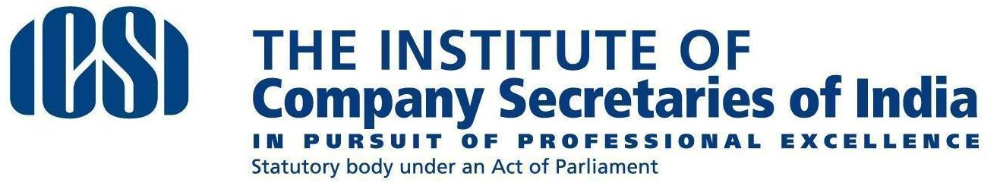 ICSI
THE INSTITUTE OF
Company Secretaries of India
IN PURSUIT OF PROFESSIONAL EXCELLENCE
Statutory body under an Act of Parliament